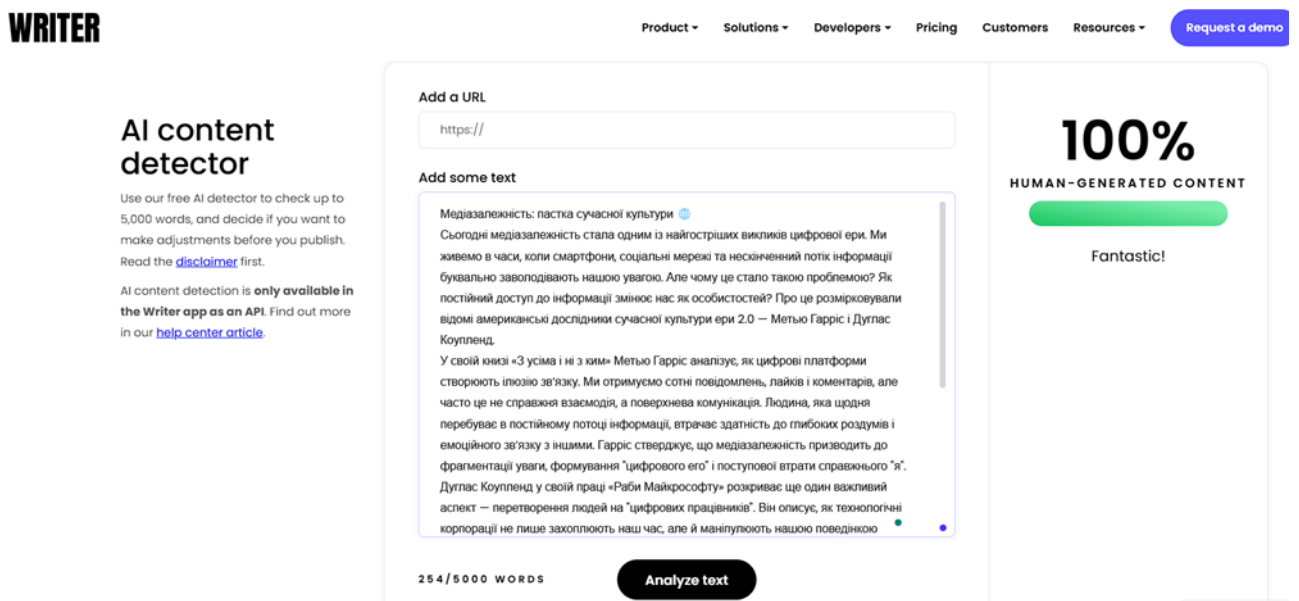 WRITER
Product
Solutions
Developers
Pricing
Customers
Resources
Request a demo
AI content
detector
Use our free AI detector to check up to
5,000 words, and decide if you want to
make adjustments before you publish.
Read the disclaimer first.
AI content detection is only available in
the Writer app as an API. Find out more
in our help center article.
Add a URL
https://
Add some text
Медіазалежність: пастка сучасної культури 🌐
Сьогодні медіазалежність стала одним із найгостріших викликів цифрової ери. Ми
живемо в часи, коли смартфони, соціальні мережі та нескінченний потік інформації
буквально заволодівають нашою увагою. Але чому це стало такою проблемою? Як
постійний доступ до інформації змінює нас як особистостей? Про це розмірковували
відомі американські дослідники сучасної культури ери 2.0 — Метью Гарріс і Дуглас
Коупленд.
У своїй книзі «З усіма і ні з ким» Метью Гарріс аналізує, як цифрові платформи
створюють ілюзію зв'язку. Ми отримуємо сотні повідомлень, лайків і коментарів, але
часто це не справжня взаємодія, а поверхнева комунікація. Людина, яка щодня
перебуває в постійному потоці інформації, втрачає здатність до глибоких роздумів і
емоційного зв'язку з іншими. Гарріс стверджує, що медіазалежність призводить до
фрагментації уваги, формування "цифрового его" і поступової втрати справжнього "я".
Дуглас Коупленд у своїй праці «Раби Майкрософту» розкриває ще один важливий
аспект — перетворення людей на "цифрових працівників". Він описує, як технологічні
корпорації не лише захоплюють наш час, але й маніпулюють нашою поведінкою
254/5000 WORDS
Analyze text
100%
HUMAN-GENERATED CONTENT
Fantastic!